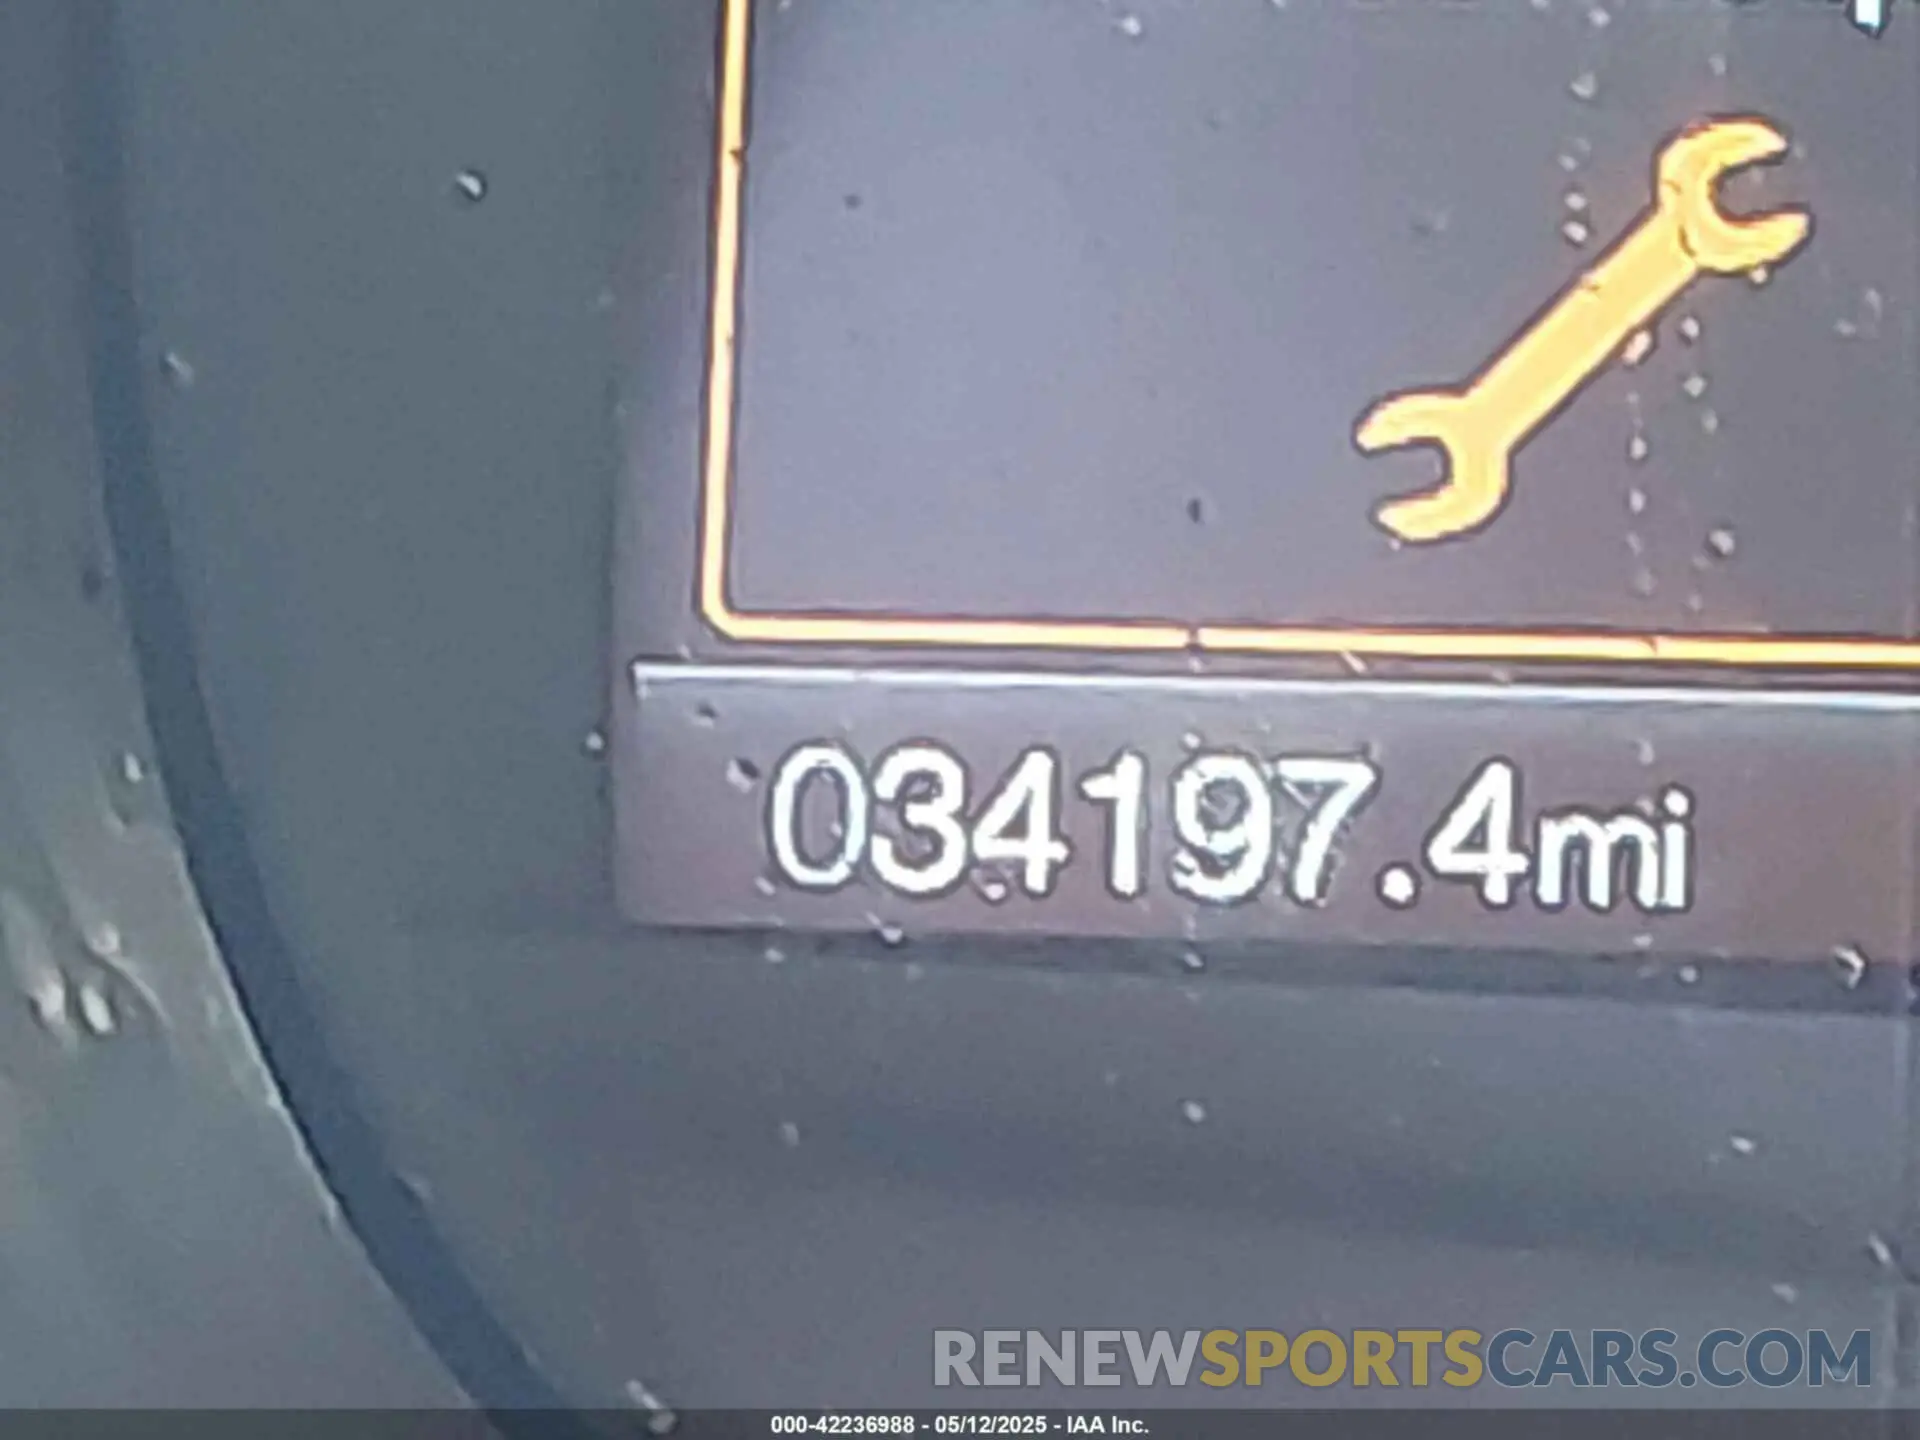 034197.4mi
RENEWSPORTSCARS.COM
000-42236988 - 05/12/2025 - IAA Inc.